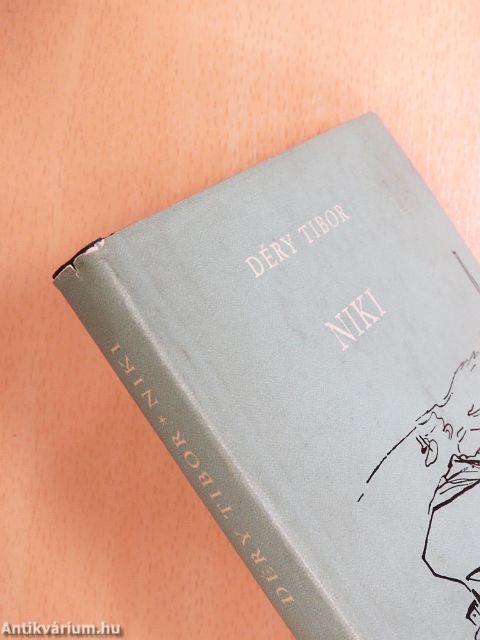 DÉRY TIBOR
NIKI
DÉRY TIBOR * NIKI
Antikvárium.hu